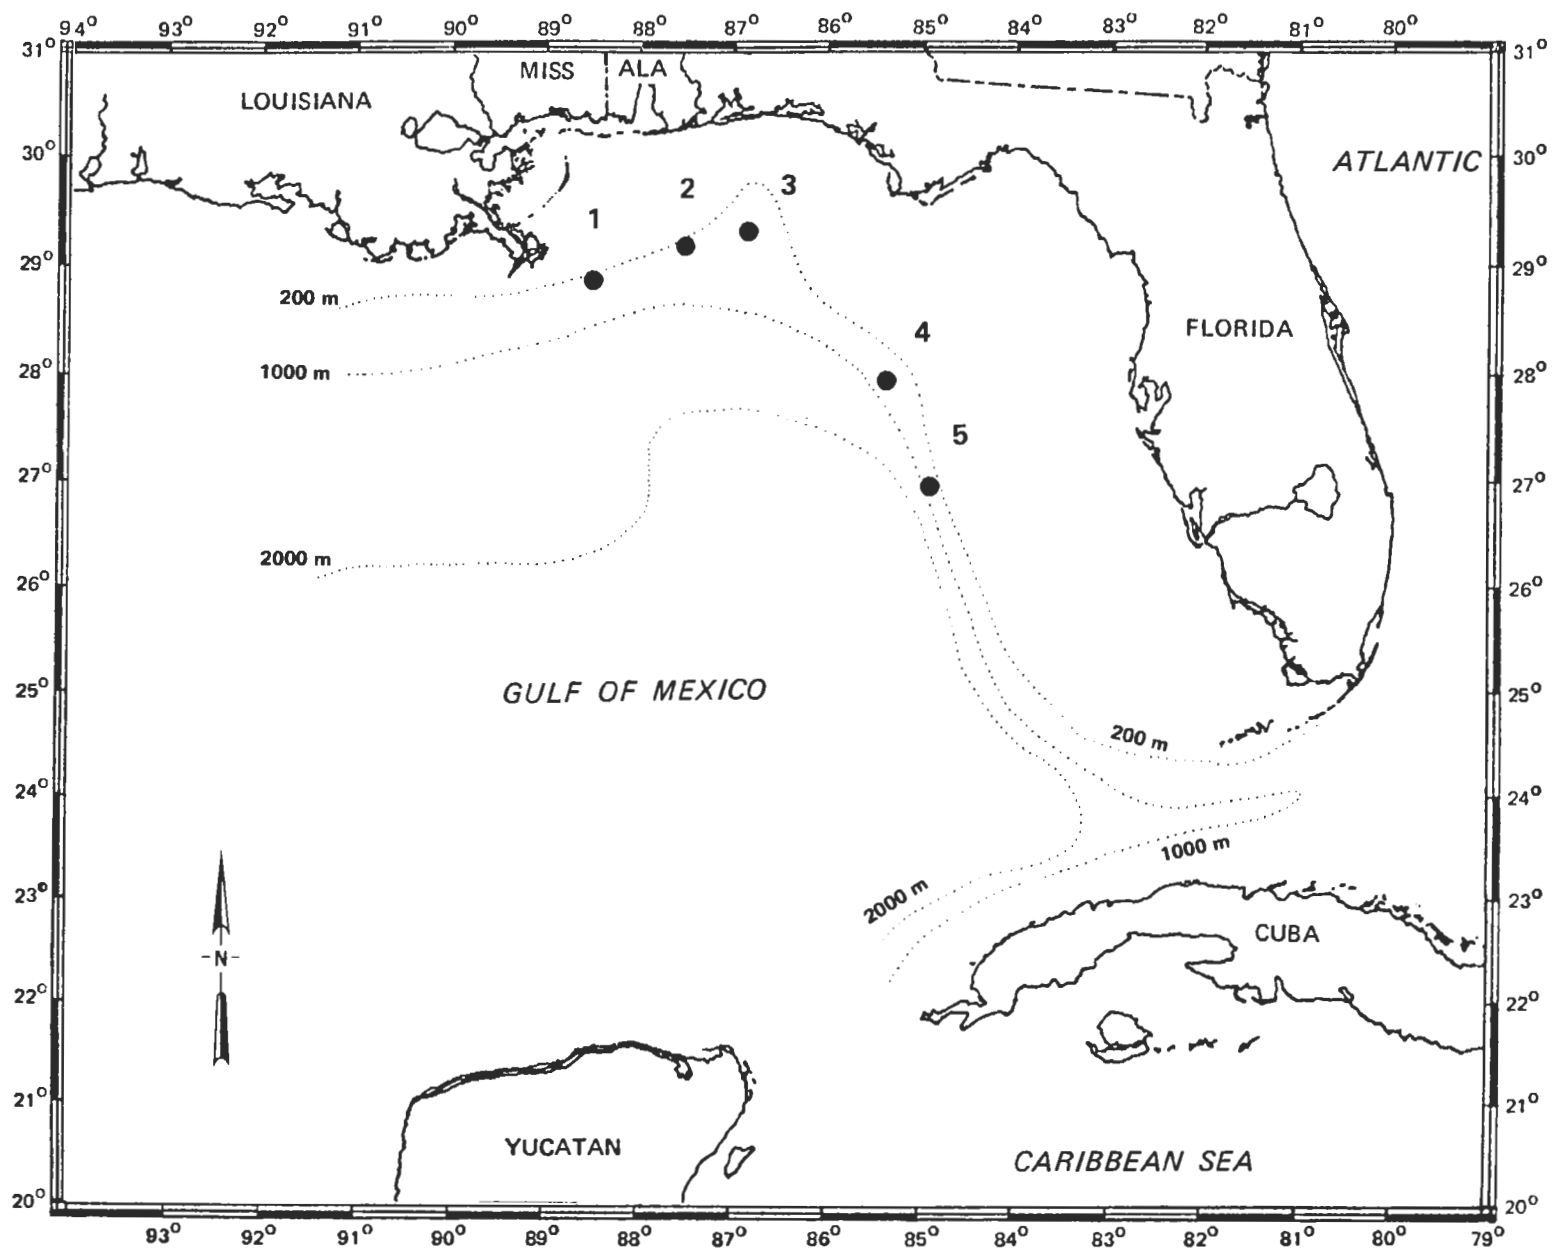 94° 93° 92° 91° 90° 89° 88° 87° 86° 85° 84° 83° 82° 81° 80°
31° 31°
MISS ALA
LOUISIANA
30° ATLANTIC 30°
1 2 3
29° 29°
200 m
4 FLORIDA
1000 m
28° 28°
5
27° 27°
2000 m
26° 26°
GULF OF MEXICO
25° 25°
200 m
24° 24°
1000 m
2000 m
23° 23°
CUBA
-N-
22° 22°
21° 21°
YUCATAN
CARIBBEAN SEA
20° 20°
93° 92° 91° 90° 89° 88° 87° 86° 85° 84° 83° 82° 81° 80° 79°